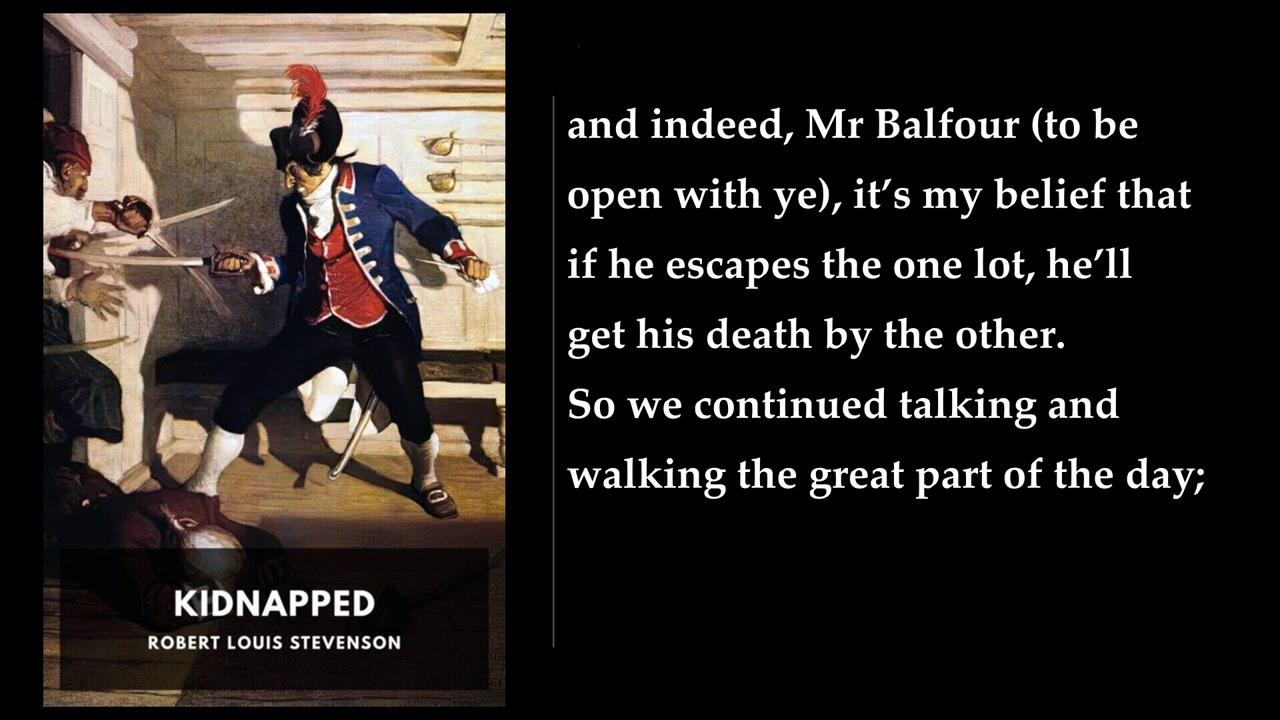 KIDNAPPED
ROBERT LOUIS STEVENSON
and indeed, Mr Balfour (to be
open with ye), it’s my belief that
if he escapes the one lot, he’ll
get his death by the other.
So we continued talking and
walking the great part of the day;